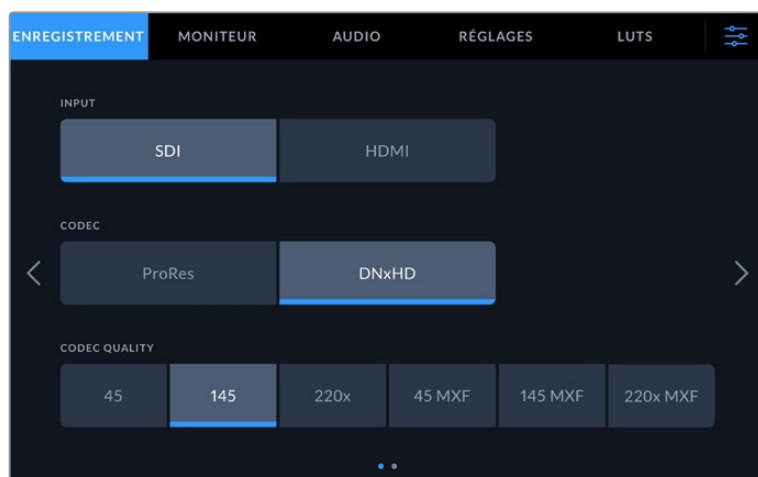 ENREGISTREMENT MONITEUR AUDIO RÉGLAGES LUTS
INPUT
SDI HDMI
CODEC
ProRes DNxHD
CODEC QUALITY
45 145 220x 45 MXF 145 MXF 220x MXF